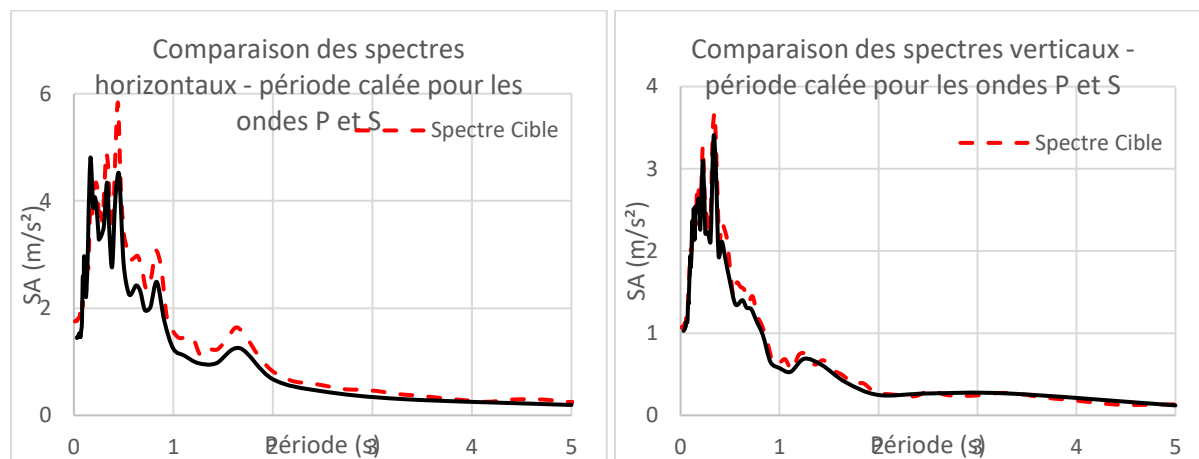 Comparaison des spectres
horizontaux - période calée pour les
ondes P et S
Spectre Cible
6
4
2
0
SA (m/s²)
0 1 2 3 4 5
Période (s)
Comparaison des spectres verticaux -
période calée pour les ondes P et S
Spectre Cible
4
3
2
1
0
SA (m/s²)
0 1 2 3 4 5
Période (s)